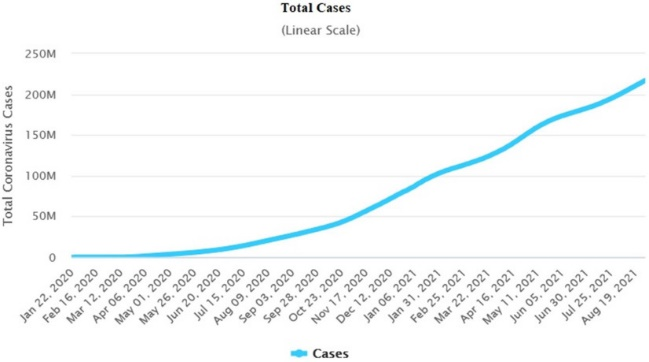 Total Cases
(Linear Scale)
Total Coronavirus Cases
250M
200M
150M
100M
50M
0
Jan 22, 2020
Feb 16, 2020
Mar 12, 2020
Apr 06, 2020
May 01, 2020
May 26, 2020
Jun 20, 2020
Jul 15, 2020
Aug 09, 2020
Sep 03, 2020
Sep 28, 2020
Oct 23, 2020
Nov 17, 2020
Dec 12, 2020
Jan 06, 2021
Jan 31, 2021
Feb 25, 2021
Mar 22, 2021
Apr 16, 2021
May 11, 2021
Jun 05, 2021
Jun 30, 2021
Jul 25, 2021
Aug 19, 2021
Cases